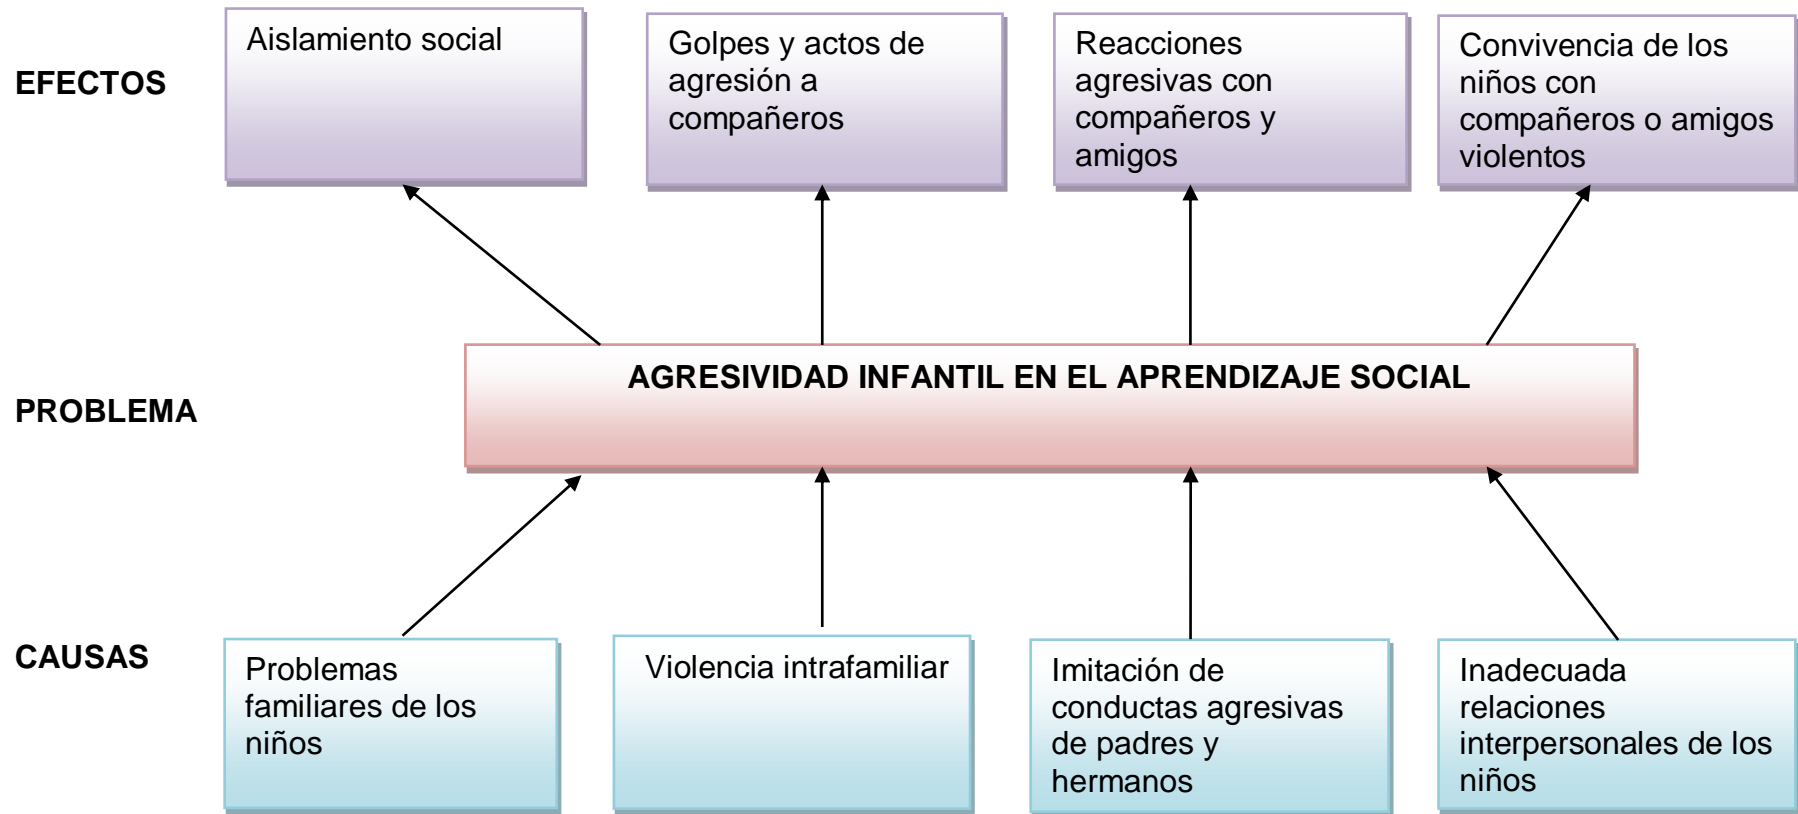 EFECTOS
Aislamiento social
Golpes y actos de
agresión a
compañeros
Reacciones
agresivas con
compañeros y
amigos
Convivencia de los
niños con
compañeros o amigos
violentos
PROBLEMA
AGRESIVIDAD INFANTIL EN EL APRENDIZAJE SOCIAL
CAUSAS
Problemas
familiares de los
niños
Violencia intrafamiliar
Imitación de
conductas agresivas
de padres y
hermanos
Inadecuada
relaciones
interpersonales de los
niños